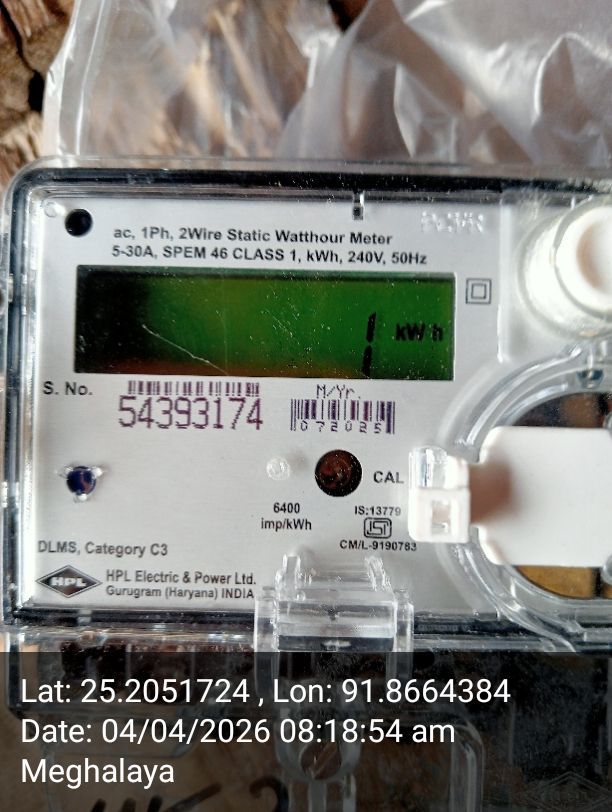 ac, 1Ph, 2Wire Static Watthour Meter
5-30A, SPEM 46 CLASS 1, kWh, 240V, 50Hz
1 kWh
S. No.
54393174
M/Yr.
072025
CAL
6400
imp/kWh
IS:13779
ISI
CM/L-9190783
DLMS, Category C3
HPL
HPL Electric & Power Ltd.
Gurugram (Haryana) INDIA
Lat: 25.2051724 , Lon: 91.8664384
Date: 04/04/2026 08:18:54 am
Meghalaya